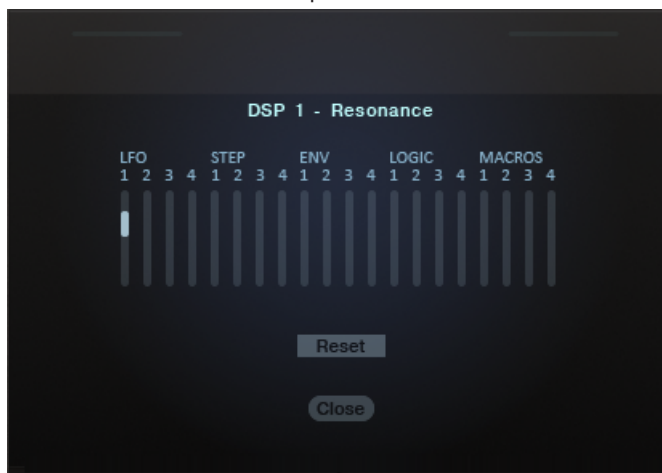 DSP 1 - Resonance
LFO STEP ENV LOGIC MACROS
1 2 3 4 1 2 3 4 1 2 3 4 1 2 3 4 1 2 3 4
Reset
Close